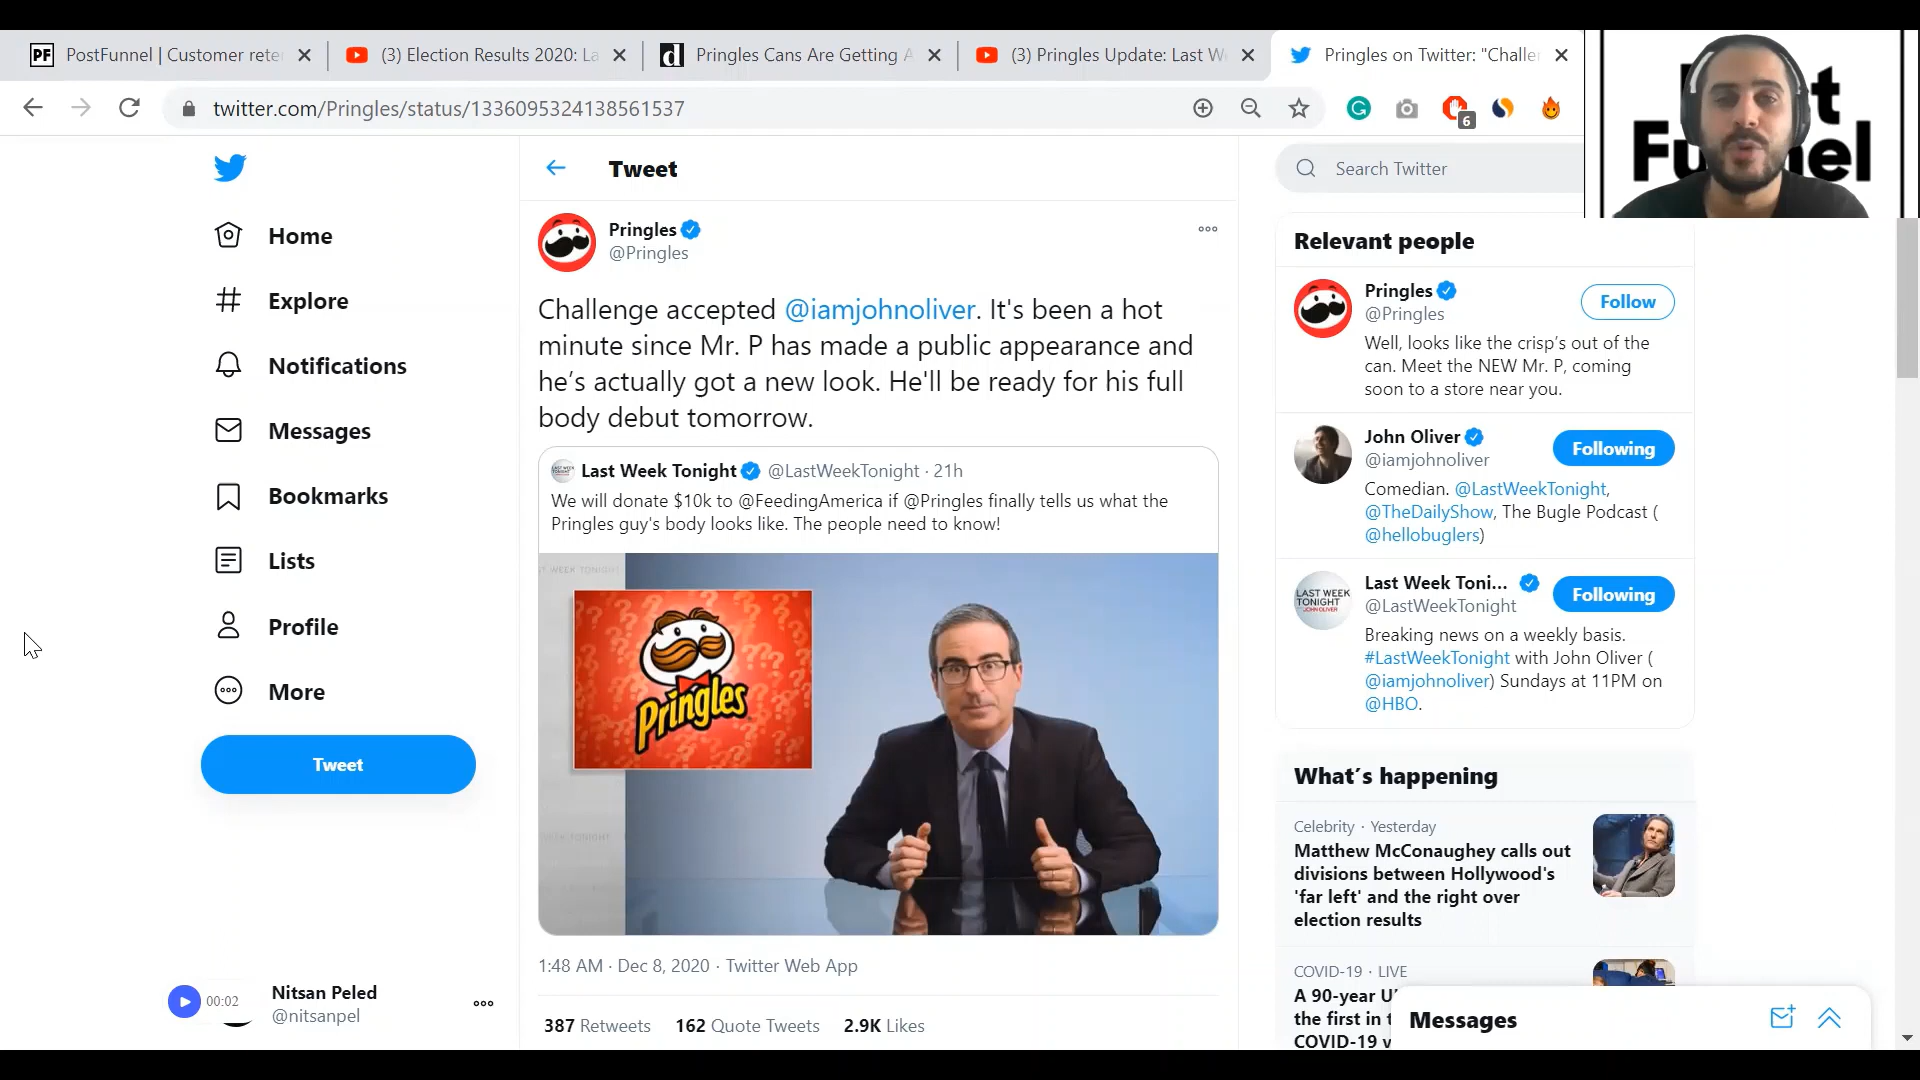 PF PostFunnel | Customer rete
(3) Election Results 2020: La
d Pringles Cans Are Getting A
(3) Pringles Update: Last W
Pringles on Twitter: "Challe
twitter.com/Pringles/status/1336095324138561537
6
Home
Explore
Notifications
Messages
Bookmarks
Lists
Profile
More
Tweet
00:02
Nitsan Peled
@nitsanpel
Tweet
Pringles
@Pringles
Challenge accepted @iamjohnoliver. It's been a hot
minute since Mr. P has made a public appearance and
he’s actually got a new look. He'll be ready for his full
body debut tomorrow.
Last Week Tonight @LastWeekTonight · 21h
We will donate $10k to @FeedingAmerica if @Pringles finally tells us what the
Pringles guy's body looks like. The people need to know!
Pringles
1:48 AM · Dec 8, 2020 · Twitter Web App
387 Retweets 162 Quote Tweets 2.9K Likes
Search Twitter
Relevant people
Pringles
@Pringles
Follow
Well, looks like the crisp’s out of the
can. Meet the NEW Mr. P, coming
soon to a store near you.
John Oliver
@iamjohnoliver
Following
Comedian. @LastWeekTonight,
@TheDailyShow, The Bugle Podcast (
@hellobuglers)
LAST WEEK
TONIGHT
Last Week Toni...
@LastWeekTonight
Following
Breaking news on a weekly basis.
#LastWeekTonight with John Oliver (
@iamjohnoliver) Sundays at 11PM on
@HBO.
What's happening
Celebrity · Yesterday
Matthew McConaughey calls out
divisions between Hollywood's
'far left' and the right over
election results
COVID-19 · LIVE
A 90-year U
the first in t
COVID-19 v
Messages